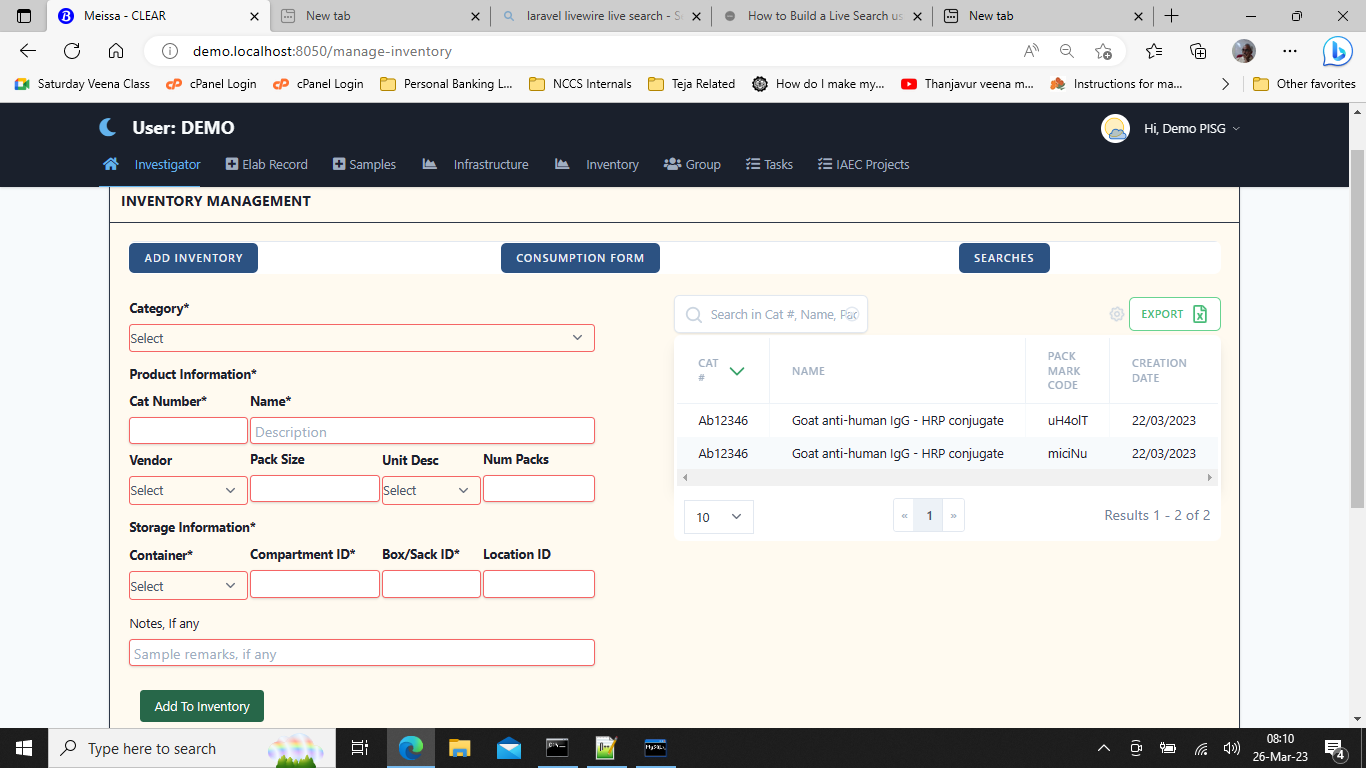 Meissa - CLEAR
New tab
laravel livewire live search - S
How to Build a Live Search us
New tab
demo.localhost:8050/manage-inventory
Saturday Veena Class
cPanel Login
cPanel Login
Personal Banking L...
NCCS Internals
Teja Related
How do I make my...
Thanjavur veena m...
Instructions for ma...
Other favorites
User: DEMO
Hi, Demo PISG
Investigator
Elab Record
Samples
Infrastructure
Inventory
Group
Tasks
IAEC Projects
INVENTORY MANAGEMENT
ADD INVENTORY
CONSUMPTION FORM
SEARCHES
Category*
Select
Product Information*
Cat Number*
Name*
Description
Vendor
Pack Size
Unit Desc
Num Packs
Select
Select
Storage Information*
Container*
Compartment ID*
Box/Sack ID*
Location ID
Select
Notes, If any
Sample remarks, if any
Add To Inventory
Search in Cat #, Name, Pac
EXPORT
CAT #
NAME
PACK MARK CODE
CREATION DATE
Ab12346 Goat anti-human IgG - HRP conjugate uH4olT 22/03/2023
Ab12346 Goat anti-human IgG - HRP conjugate miciNu 22/03/2023
10
« 1 »
Results 1 - 2 of 2
Type here to search
08:10
26-Mar-23
4